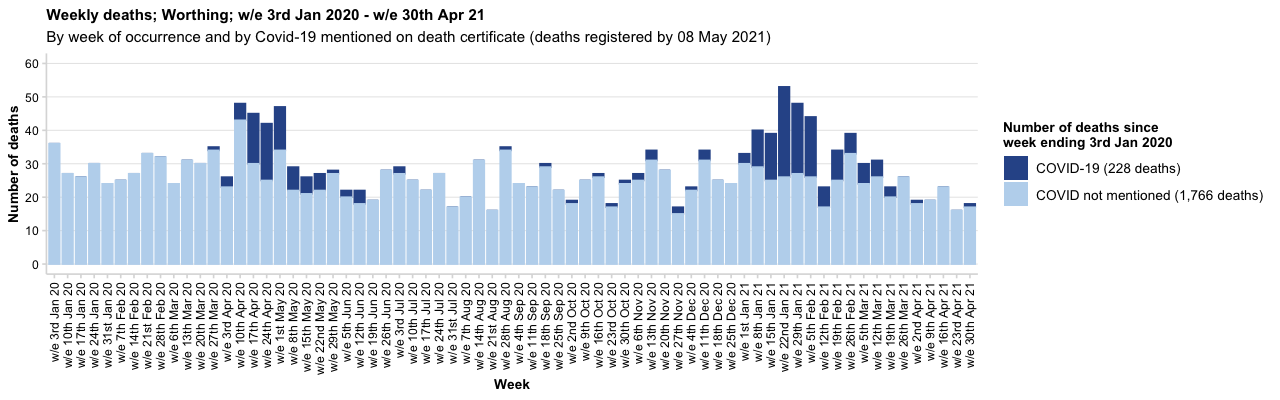 Weekly deaths; Worthing; w/e 3rd Jan 2020 - w/e 30th Apr 21
By week of occurrence and by Covid-19 mentioned on death certificate (deaths registered by 08 May 2021)
Number of deaths
60
50
40
30
20
10
0
w/e 3rd Jan 20
w/e 10th Jan 20
w/e 17th Jan 20
w/e 24th Jan 20
w/e 31st Jan 20
w/e 7th Feb 20
w/e 14th Feb 20
w/e 21st Feb 20
w/e 28th Feb 20
w/e 6th Mar 20
w/e 13th Mar 20
w/e 20th Mar 20
w/e 27th Mar 20
w/e 3rd Apr 20
w/e 10th Apr 20
w/e 17th Apr 20
w/e 24th Apr 20
w/e 1st May 20
w/e 8th May 20
w/e 15th May 20
w/e 22nd May 20
w/e 29th May 20
w/e 5th Jun 20
w/e 12th Jun 20
w/e 19th Jun 20
w/e 26th Jun 20
w/e 3rd Jul 20
w/e 10th Jul 20
w/e 17th Jul 20
w/e 24th Jul 20
w/e 31st Jul 20
w/e 7th Aug 20
w/e 14th Aug 20
w/e 21st Aug 20
w/e 28th Aug 20
w/e 4th Sep 20
w/e 11th Sep 20
w/e 18th Sep 20
w/e 25th Sep 20
w/e 2nd Oct 20
w/e 9th Oct 20
w/e 16th Oct 20
w/e 23rd Oct 20
w/e 30th Oct 20
w/e 6th Nov 20
w/e 13th Nov 20
w/e 20th Nov 20
w/e 27th Nov 20
w/e 4th Dec 20
w/e 11th Dec 20
w/e 18th Dec 20
w/e 25th Dec 20
w/e 1st Jan 21
w/e 8th Jan 21
w/e 15th Jan 21
w/e 22nd Jan 21
w/e 29th Jan 21
w/e 5th Feb 21
w/e 12th Feb 21
w/e 19th Feb 21
w/e 26th Feb 21
w/e 5th Mar 21
w/e 12th Mar 21
w/e 19th Mar 21
w/e 26th Mar 21
w/e 2nd Apr 21
w/e 9th Apr 21
w/e 16th Apr 21
w/e 23rd Apr 21
w/e 30th Apr 21
Week
Number of deaths since
week ending 3rd Jan 2020
COVID-19 (228 deaths)
COVID not mentioned (1,766 deaths)